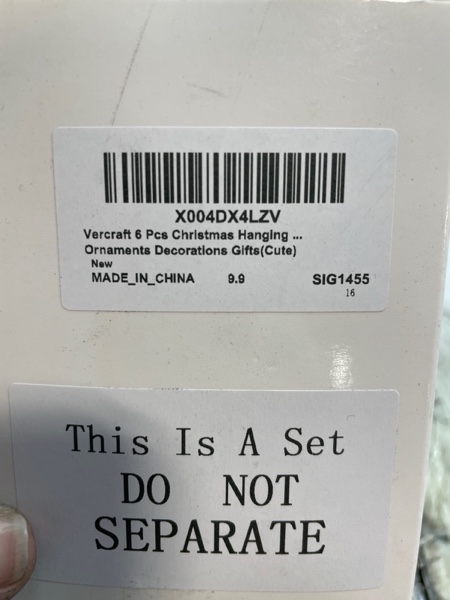 X004DX4LZV
Vercraft 6 Pcs Christmas Hanging ...
Ornaments Decorations Gifts(Cute)
New
MADE_IN_CHINA 9.9 SIG1455
16
This Is A Set
DO NOT
SEPARATE